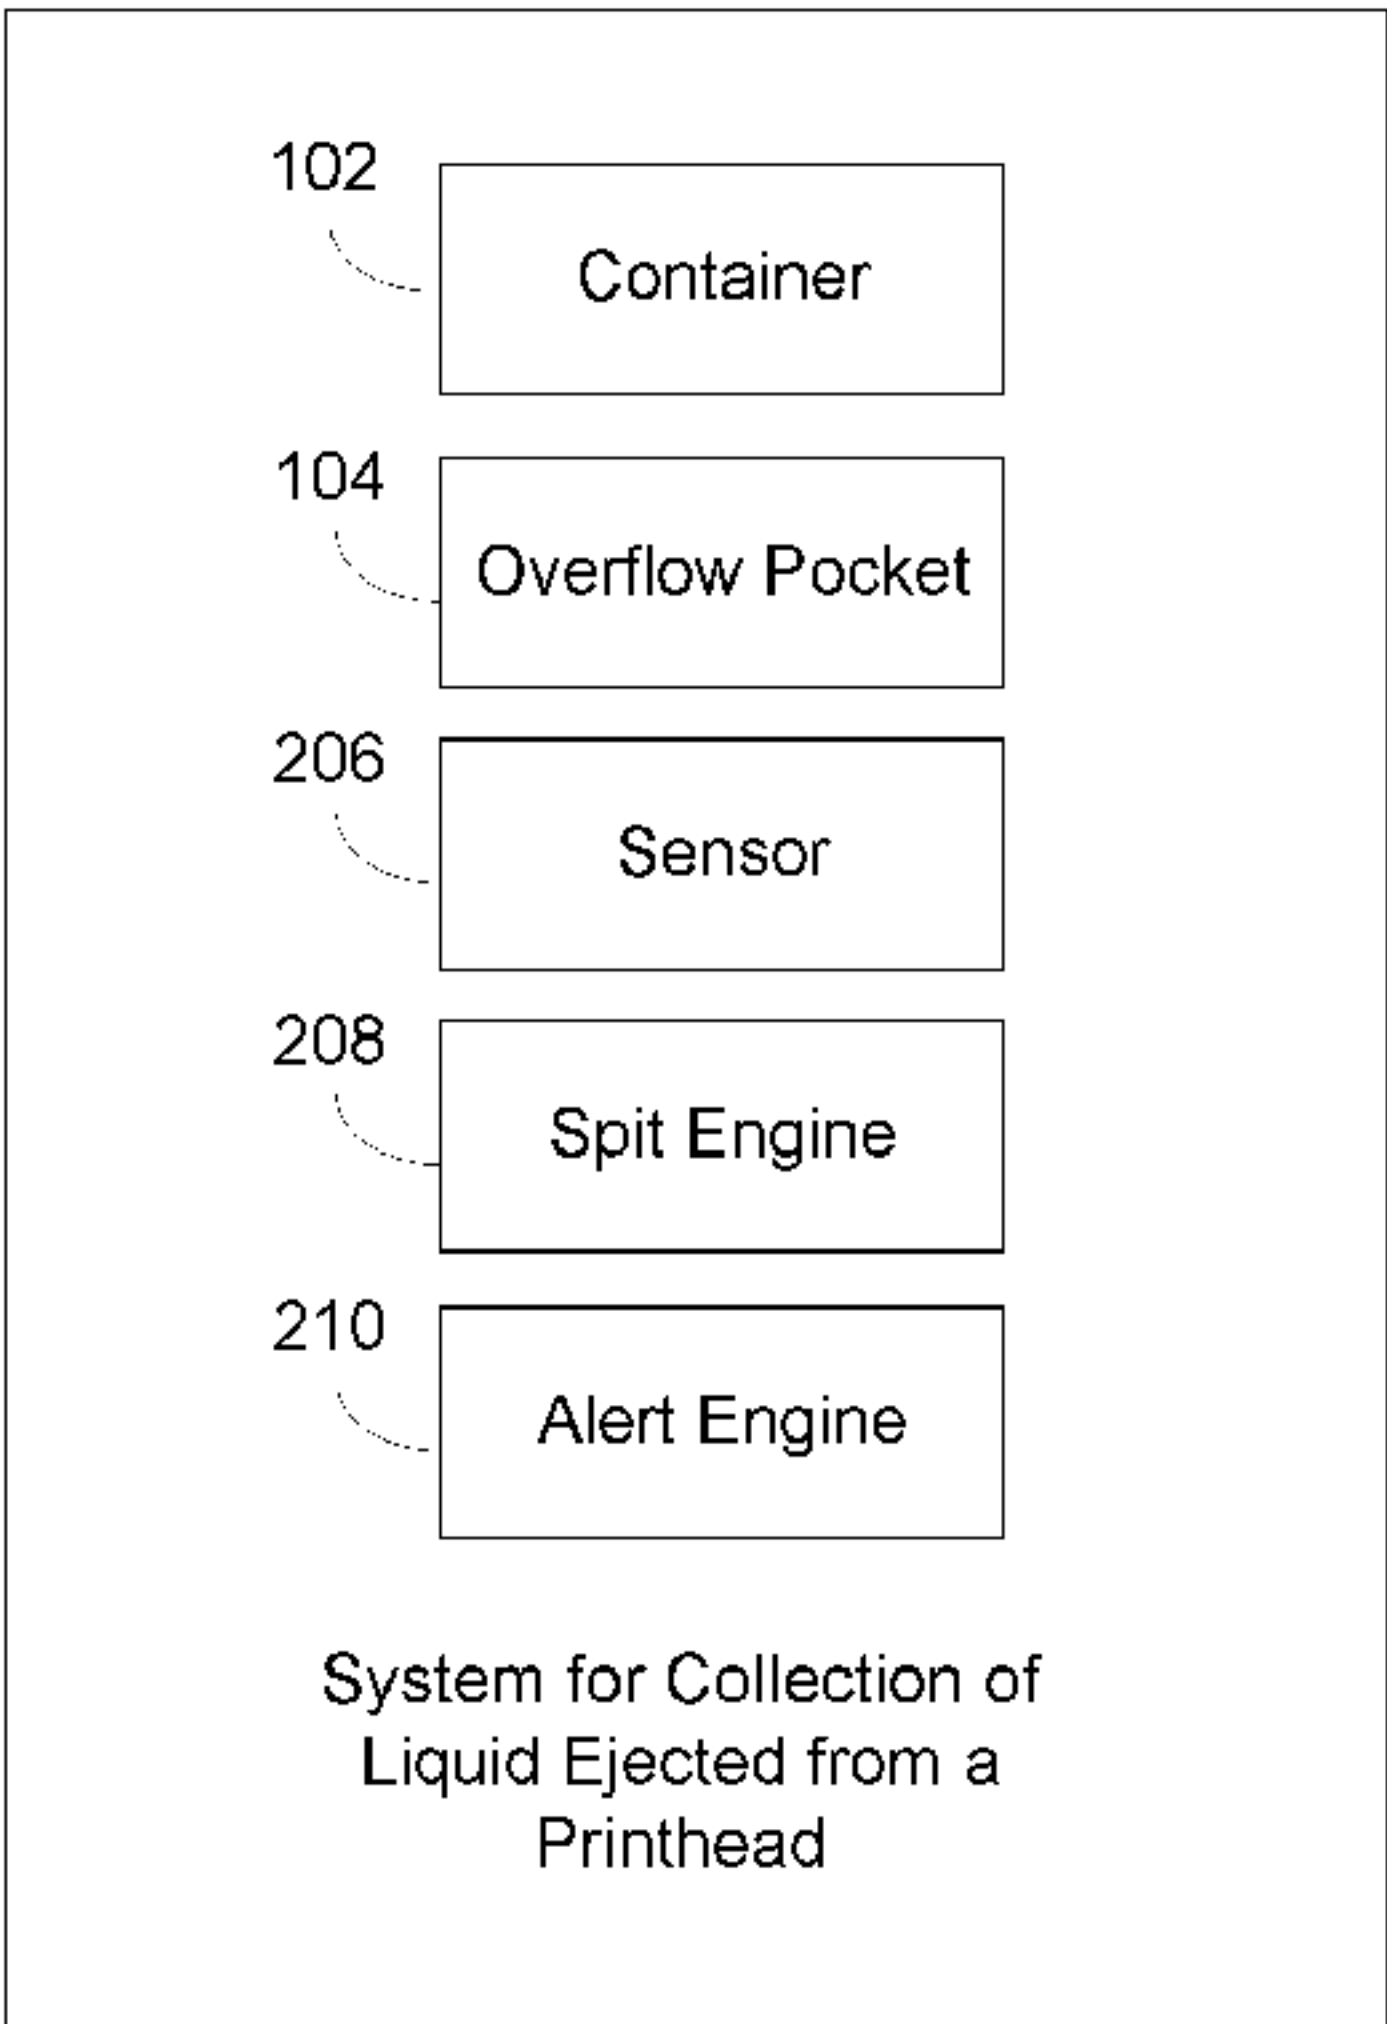 102
Container
104
Overflow Pocket
206
Sensor
208
Spit Engine
210
Alert Engine
System for Collection of
Liquid Ejected from a
Printhead